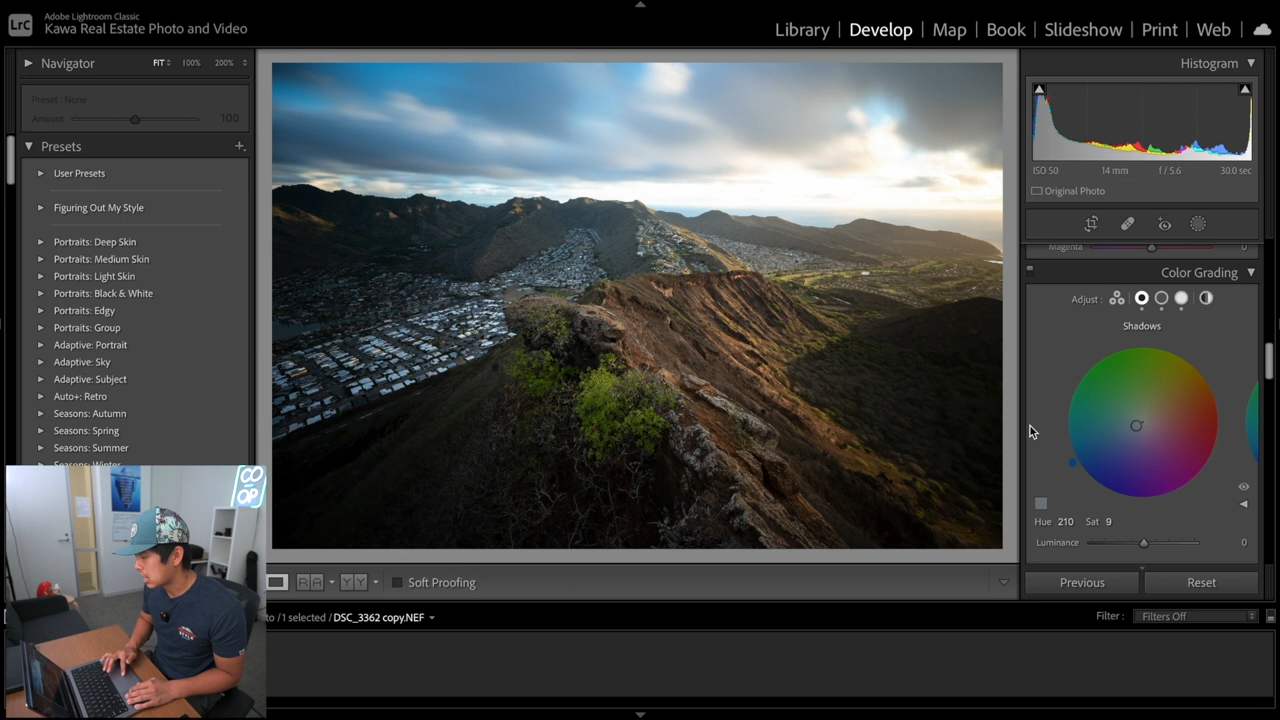 LrC
Adobe Lightroom Classic
Kawa Real Estate Photo and Video
Library | Develop | Map | Book | Slideshow | Print | Web
Navigator FIT 100% 200%
Preset : None
Amount 100
Presets
User Presets
Figuring Out My Style
Portraits: Deep Skin
Portraits: Medium Skin
Portraits: Light Skin
Portraits: Black & White
Portraits: Edgy
Portraits: Group
Adaptive: Portrait
Adaptive: Sky
Adaptive: Subject
Auto+: Retro
Seasons: Autumn
Seasons: Spring
Seasons: Summer
Seasons: Winter
Histogram
ISO 50 14 mm f / 5.6 30.0 sec
Original Photo
Magenta 0
Color Grading
Adjust :
Shadows
Hue 210 Sat 9
Luminance 0
Previous Reset
R A Y Y Soft Proofing
/1 selected / DSC_3362 copy.NEF
Filter : Filters Off